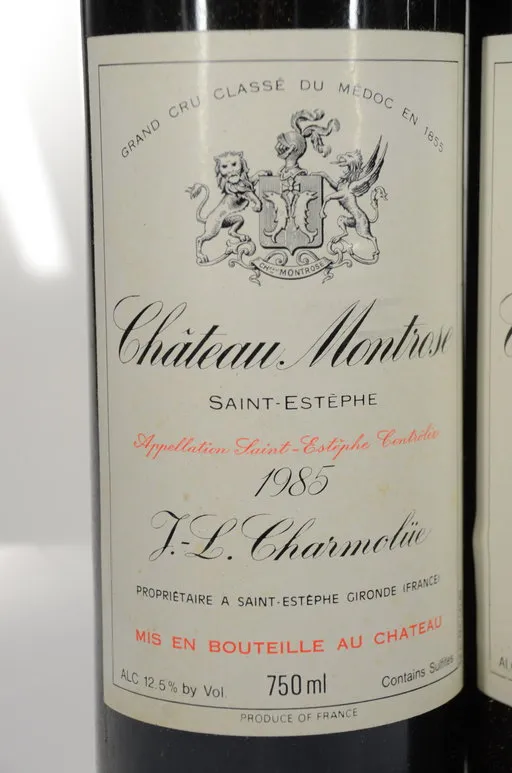 GRAND CRU CLASSÉ DU MÉDOC EN 1855
CHÂU MONTROSE
Château Montrose
SAINT-ESTÈPHE
Appellation Saint-Estèphe Contrôlée
1985
J.-L. Charmolüe
PROPRIÉTAIRE A SAINT-ESTÈPHE GIRONDE (FRANCE)
MIS EN BOUTEILLE AU CHATEAU
ALC 12.5% by Vol. 750 ml Contains Sulfites
PRODUCE OF FRANCE